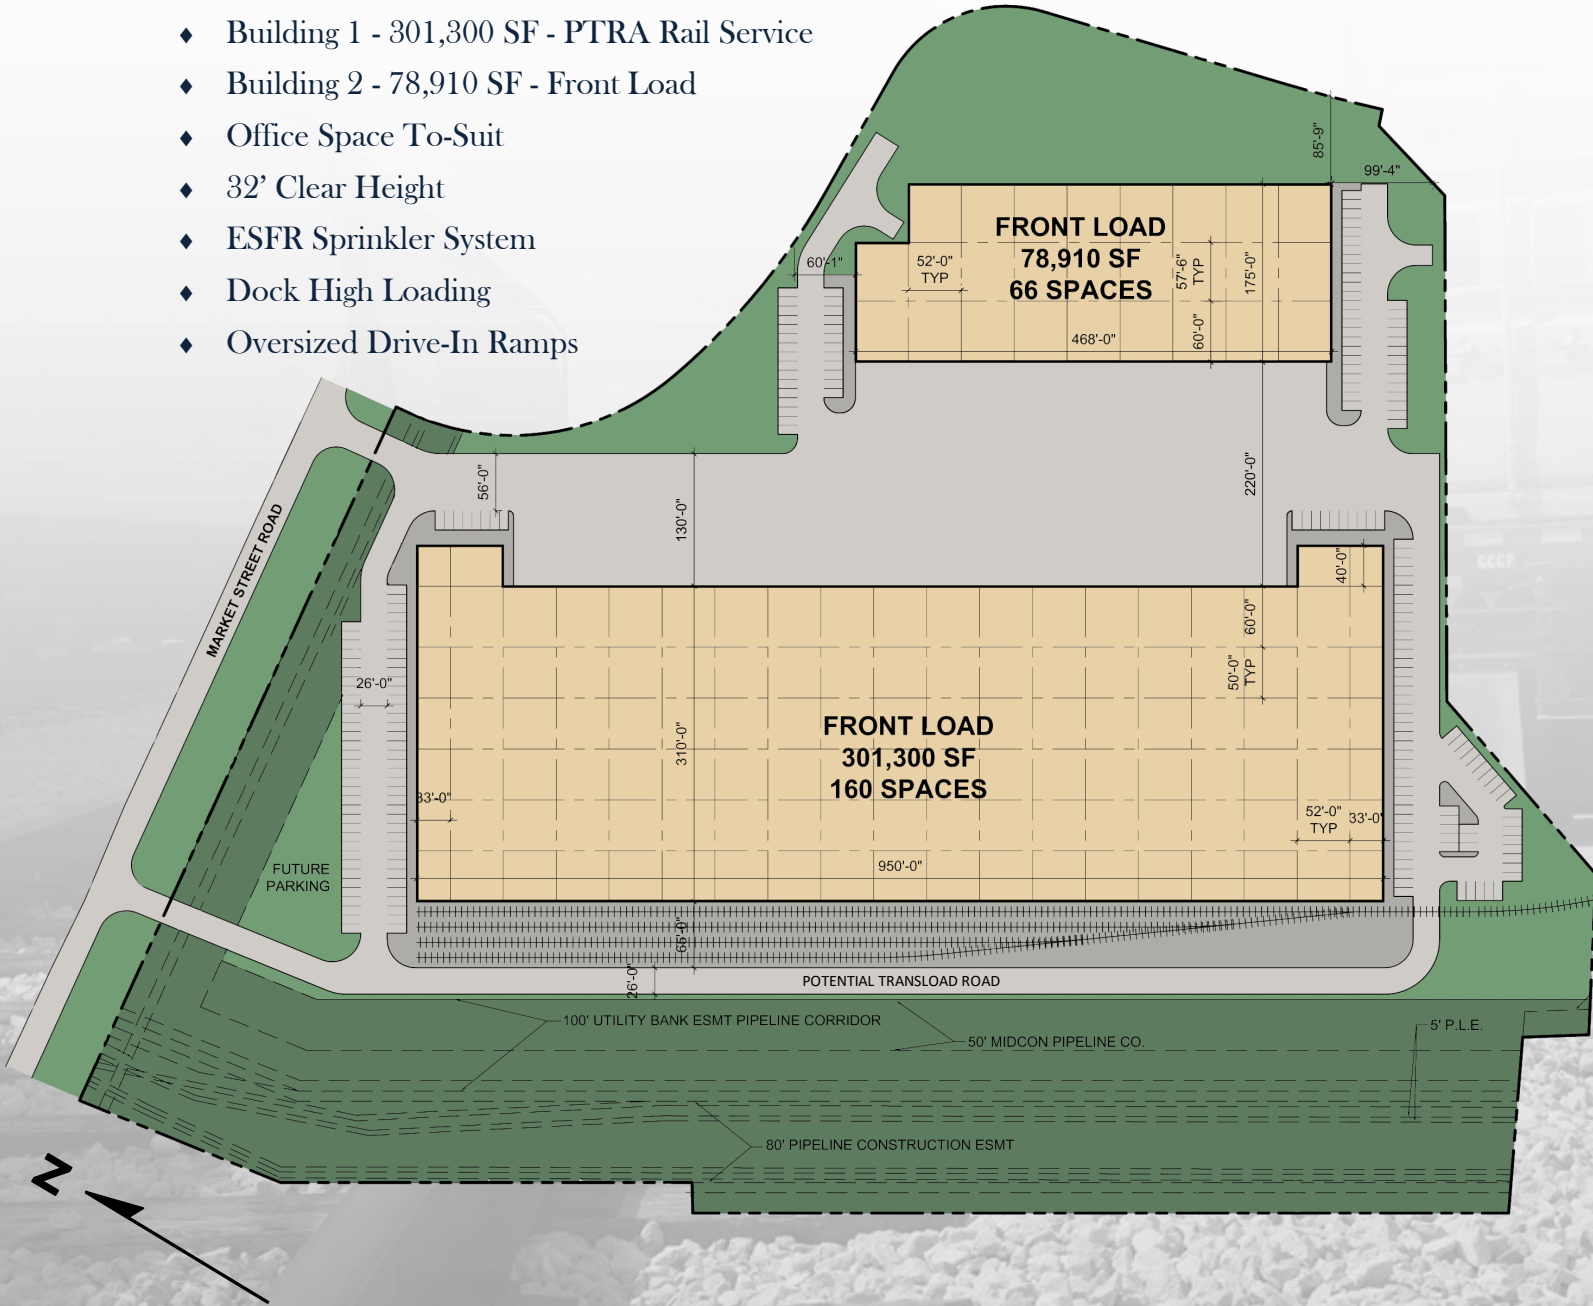 ♦ Building 1 - 301,300 SF - PTRA Rail Service
♦ Building 2 - 78,910 SF - Front Load
♦ Office Space To-Suit
♦ 32’ Clear Height
♦ ESFR Sprinkler System
♦ Dock High Loading
♦ Oversized Drive-In Ramps
85'-9"
99'-4"
FRONT LOAD
78,910 SF
66 SPACES
60'-1"
52'-0"
TYP
57'-6"
TYP
175'-0"
60'-0"
468'-0"
MARKET STREET ROAD
56'-0"
130'-0"
220'-0"
40'-0"
60'-0"
50'-0"
TYP
26'-0"
310'-0"
FRONT LOAD
301,300 SF
160 SPACES
33'-0"
52'-0"
TYP
33'-0"
950'-0"
FUTURE
PARKING
65'-0"
26'-0"
POTENTIAL TRANSLOAD ROAD
100' UTILITY BANK ESMT PIPELINE CORRIDOR
50' MIDCON PIPELINE CO.
5' P.L.E.
80' PIPELINE CONSTRUCTION ESMT
N